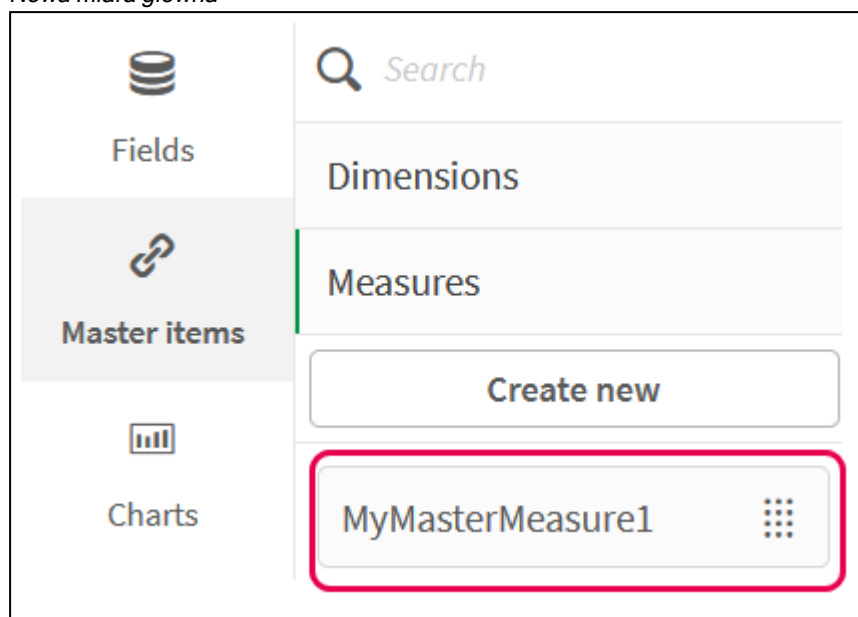 Nowa miara główna
Search
Fields
Dimensions
Measures
Master items
Create new
Charts
MyMasterMeasure1